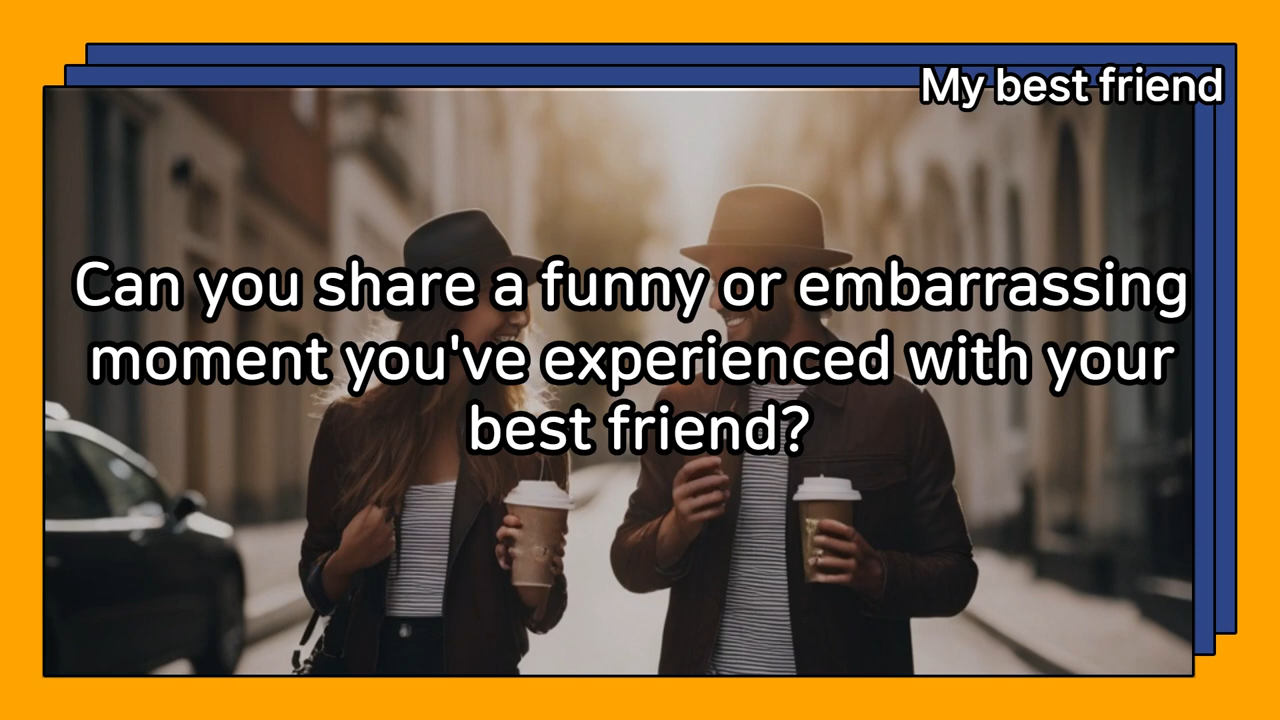 My best friend
Can you share a funny or embarrassing
moment you've experienced with your
best friend?